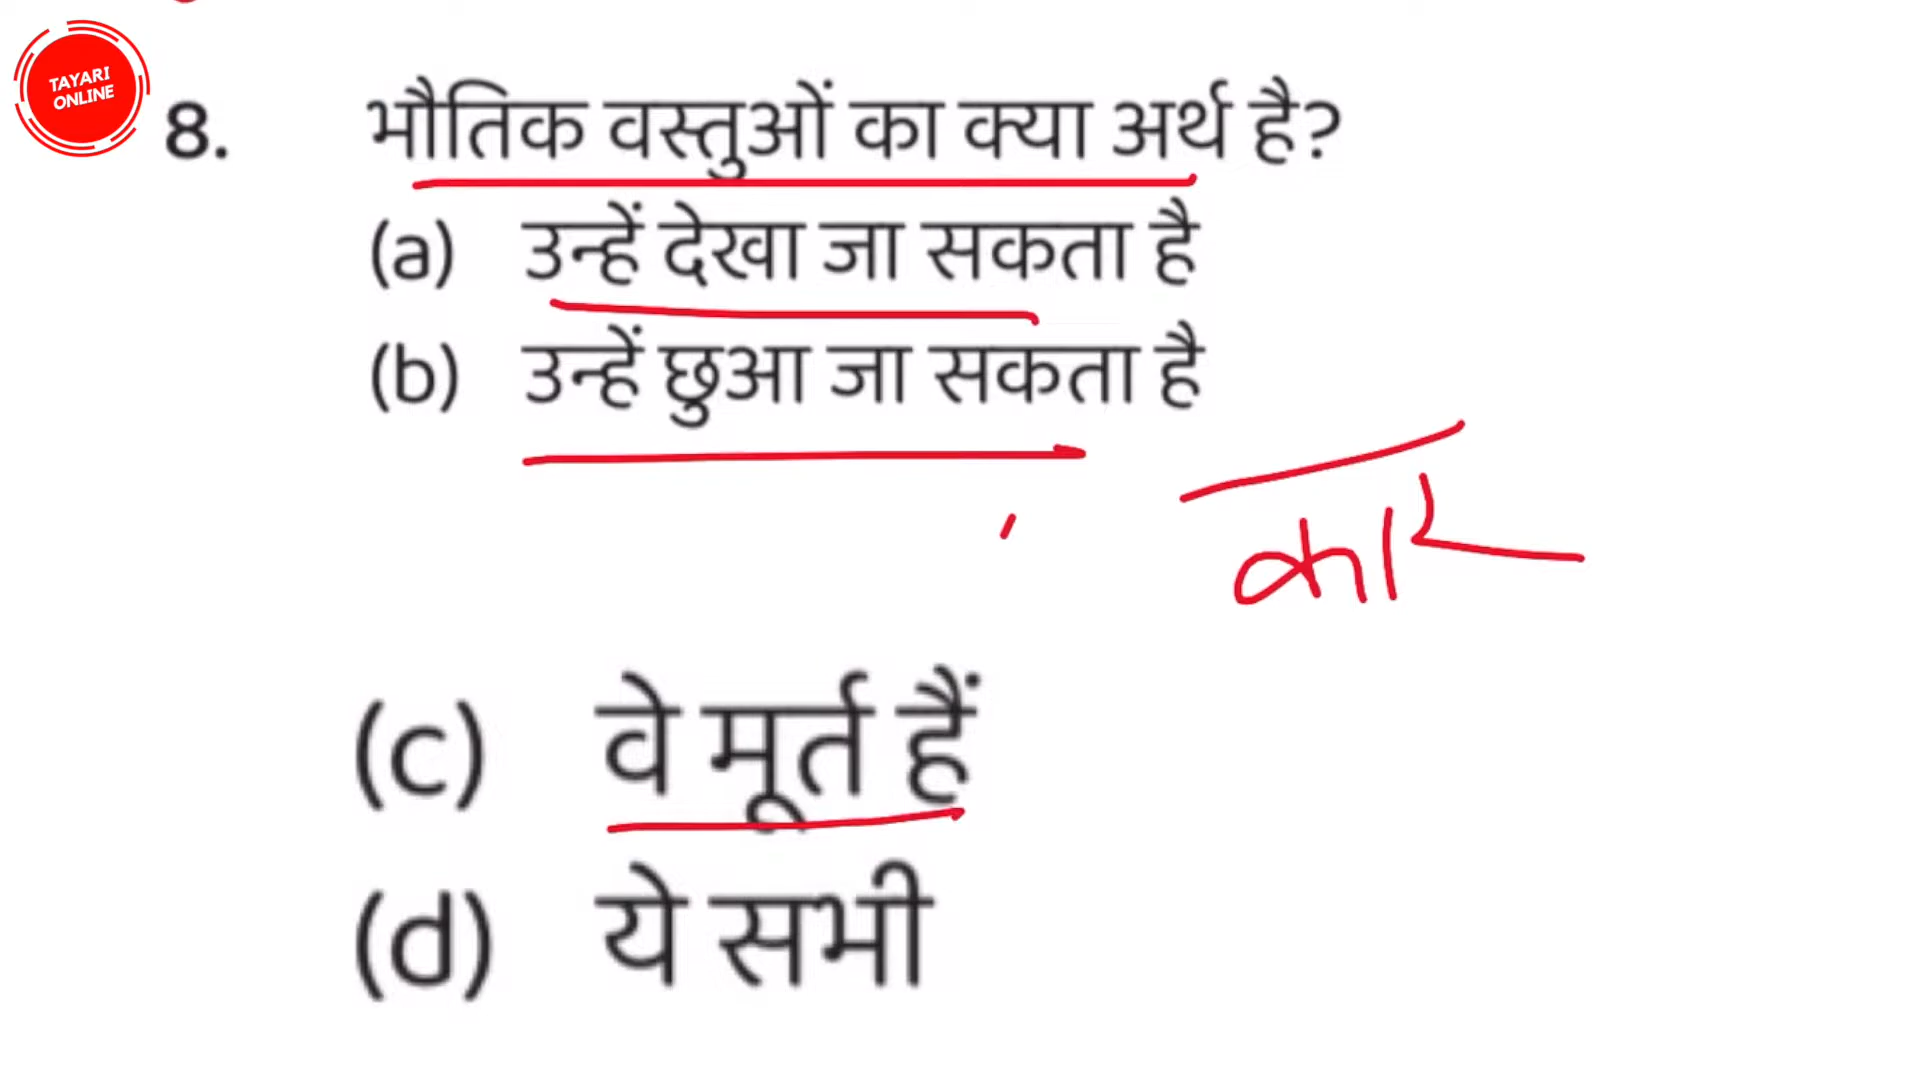 TAYARI
ONLINE
8. भौतिक वस्तुओं का क्या अर्थ है?
(a) उन्हें देखा जा सकता है
(b) उन्हें छुआ जा सकता है
कार
(c) वे मूर्त हैं
(d) ये सभी